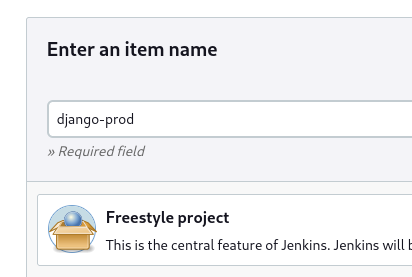 Enter an item name
django-prod
» Required field
Freestyle project
This is the central feature of Jenkins. Jenkins will